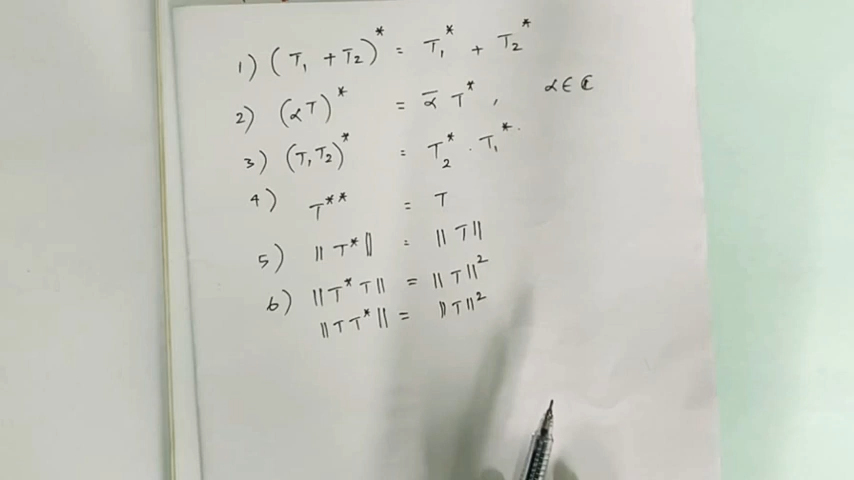 1) (T₁ + T₂)* = T₁* + T₂*
2) (αT)* = ᾱ T* , α ∈ ℂ
3) (T₁T₂)* = T₂* . T₁* .
4) T** = T
5) ||T*|| = ||T||
6) ||T*T|| = ||T||²
||TT*|| = ||T||²